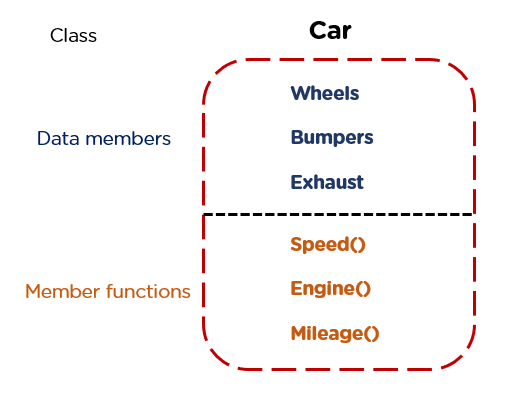 Class
Car
Wheels
Data members
Bumpers
Exhaust
Speed()
Member functions
Engine()
Mileage()